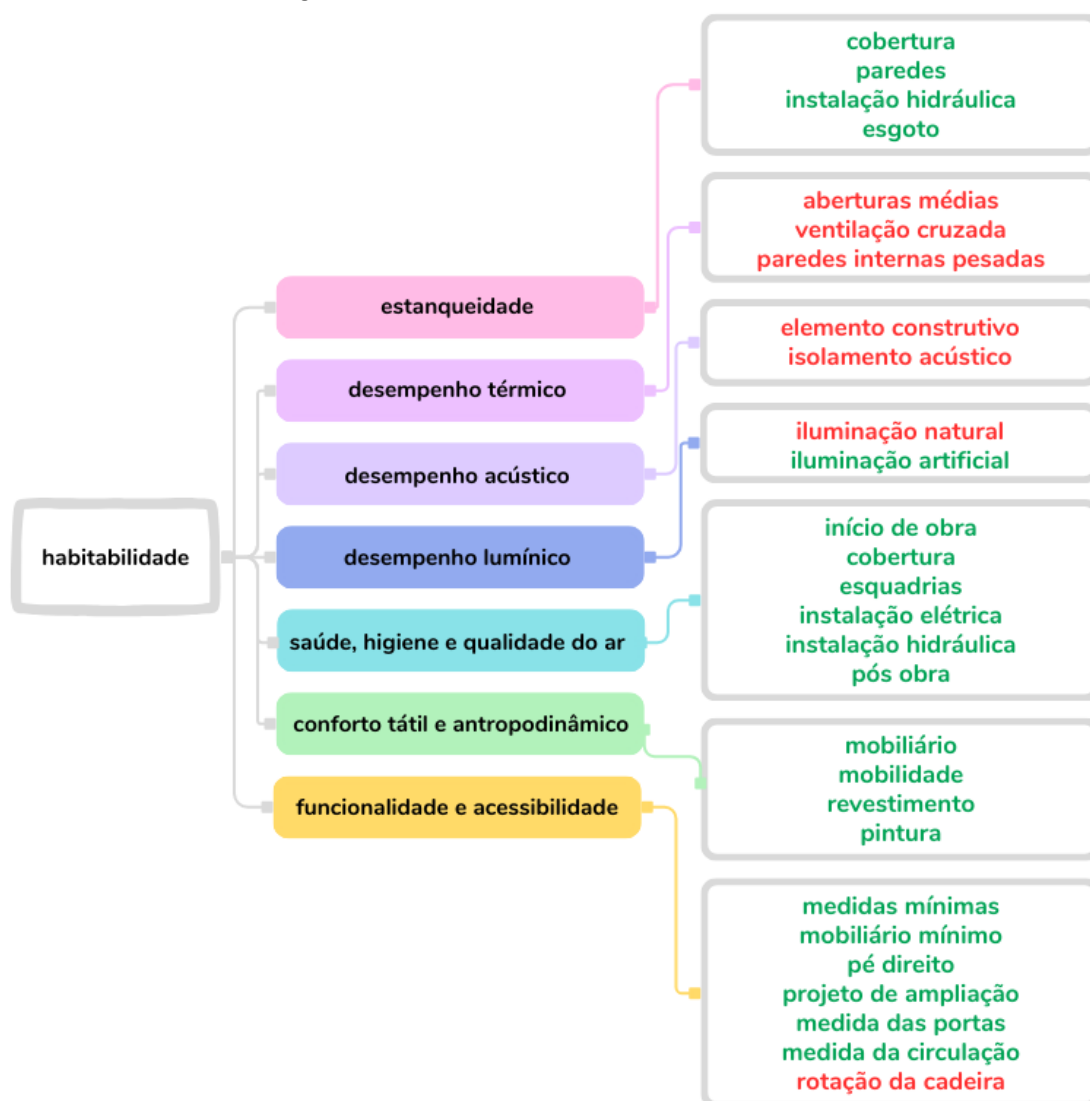 habitabilidade
estanqueidade
desempenho térmico
desempenho acústico
desempenho lumínico
saúde, higiene e qualidade do ar
conforto tátil e antropodinâmico
funcionalidade e acessibilidade
cobertura
paredes
instalação hidráulica
esgoto
aberturas médias
ventilação cruzada
paredes internas pesadas
elemento construtivo
isolamento acústico
iluminação natural
iluminação artificial
início de obra
cobertura
esquadrias
instalação elétrica
instalação hidráulica
pós obra
mobiliário
mobilidade
revestimento
pintura
medidas mínimas
mobiliário mínimo
pé direito
projeto de ampliação
medida das portas
medida da circulação
rotação da cadeira